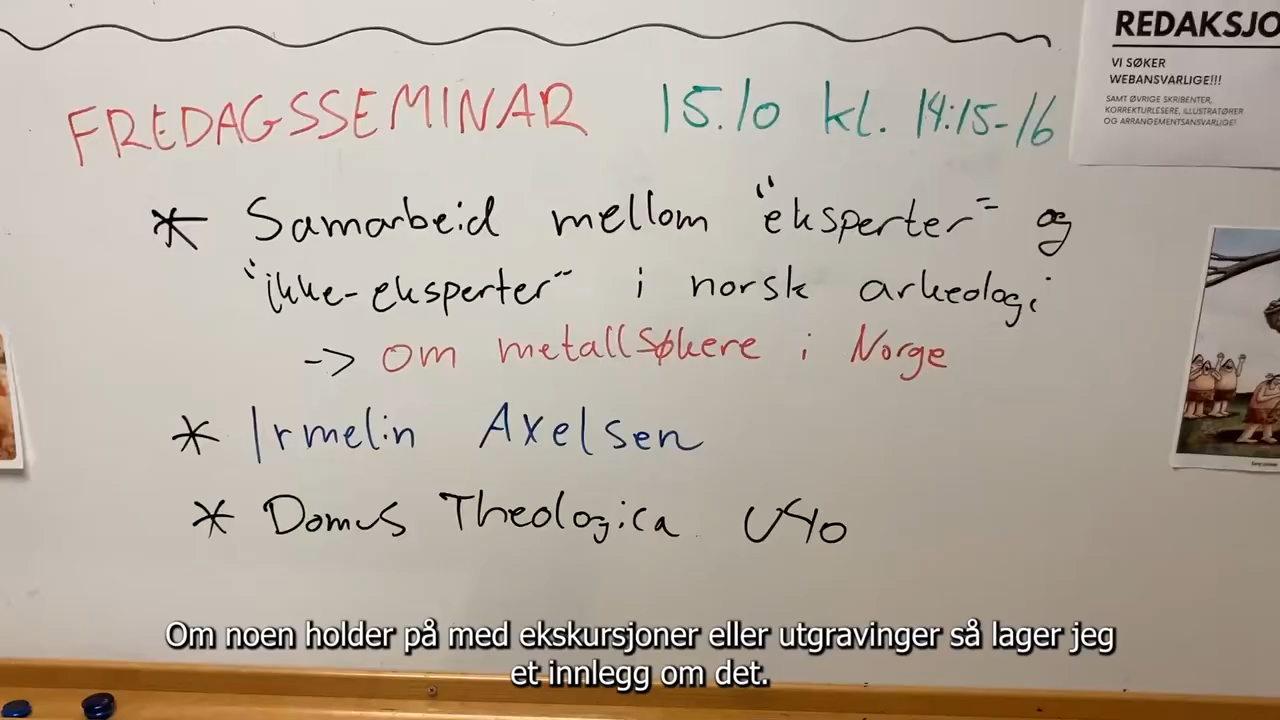 FREDAGSSEMINAR 15.10 kl. 14:15-16
* Samarbeid mellom "eksperter" og
"ikke-eksperter" i norsk arkeologi
-> om metallsøkere i Norge
* Irmelin Axelsen
* Domus Theologica UiO
REDAKSJO
VI SØKER
WEBANSVARLIGE!!!
SAMT ØVRIGE SKRIBENTER,
KORREKTURLESERE, ILLUSTRATØRER
OG ARRANGEMENTSANSVARLIGE!
Om noen holder på med ekskursjoner eller utgravinger så lager jeg
et innlegg om det.